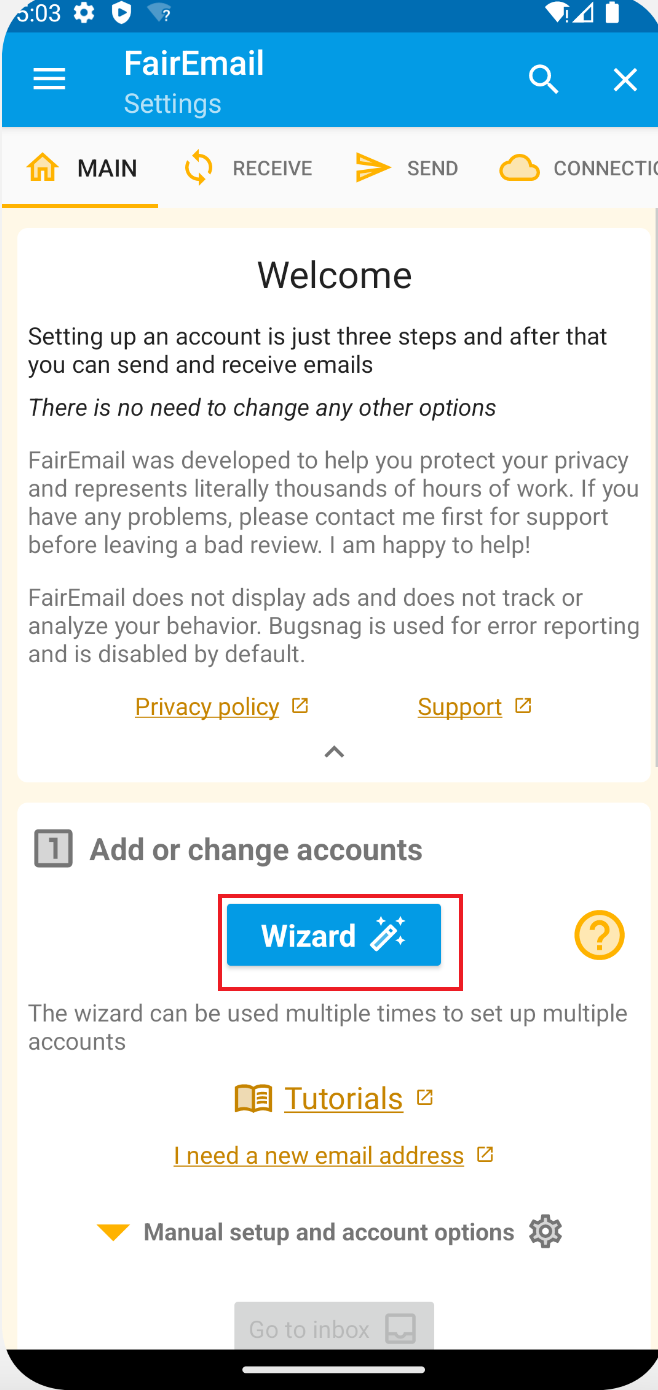 5:03
FairEmail
Settings
MAIN RECEIVE SEND CONNECTIO
Welcome
Setting up an account is just three steps and after that
you can send and receive emails
There is no need to change any other options
FairEmail was developed to help you protect your privacy
and represents literally thousands of hours of work. If you
have any problems, please contact me first for support
before leaving a bad review. I am happy to help!
FairEmail does not display ads and does not track or
analyze your behavior. Bugsnag is used for error reporting
and is disabled by default.
Privacy policy Support
1 Add or change accounts
Wizard
The wizard can be used multiple times to set up multiple
accounts
Tutorials
I need a new email address
Manual setup and account options
Go to inbox